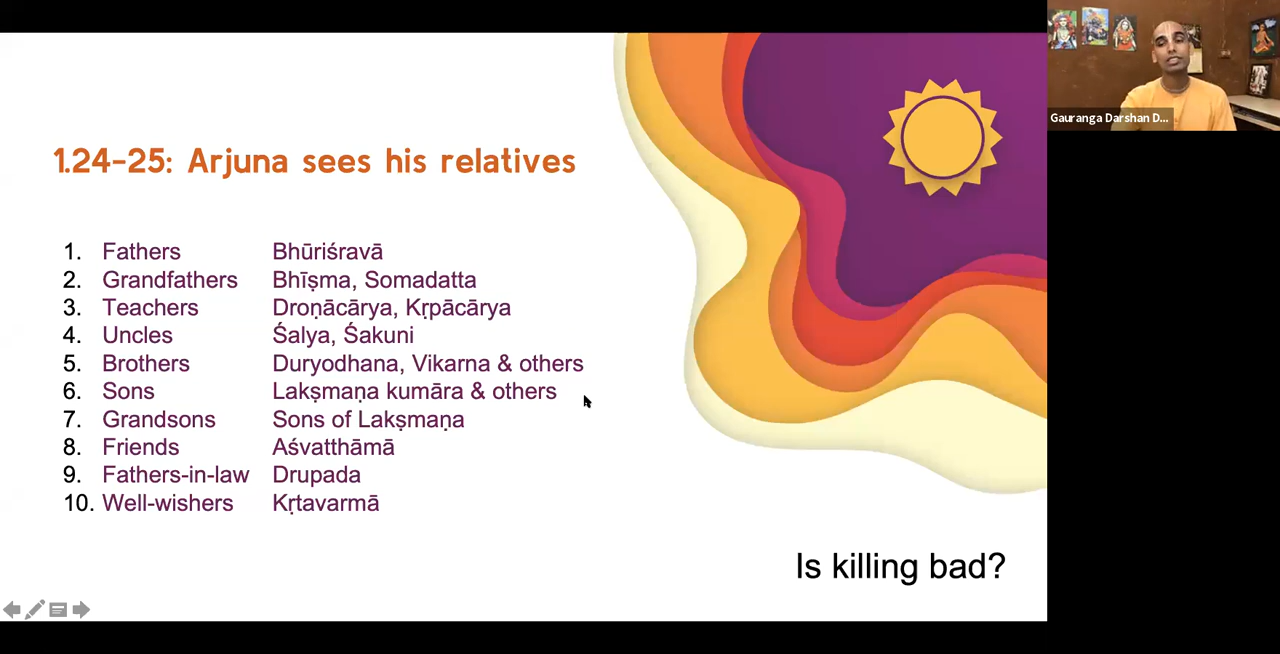 1.24-25: Arjuna sees his relatives
1. Fathers Bhūriśravā
2. Grandfathers Bhīṣma, Somadatta
3. Teachers Droṇācārya, Kṛpācārya
4. Uncles Śalya, Śakuni
5. Brothers Duryodhana, Vikarna & others
6. Sons Lakṣmaṇa kumāra & others
7. Grandsons Sons of Lakṣmaṇa
8. Friends Aśvatthāmā
9. Fathers-in-law Drupada
10. Well-wishers Kṛtavarmā
Is killing bad?
Gauranga Darshan D...